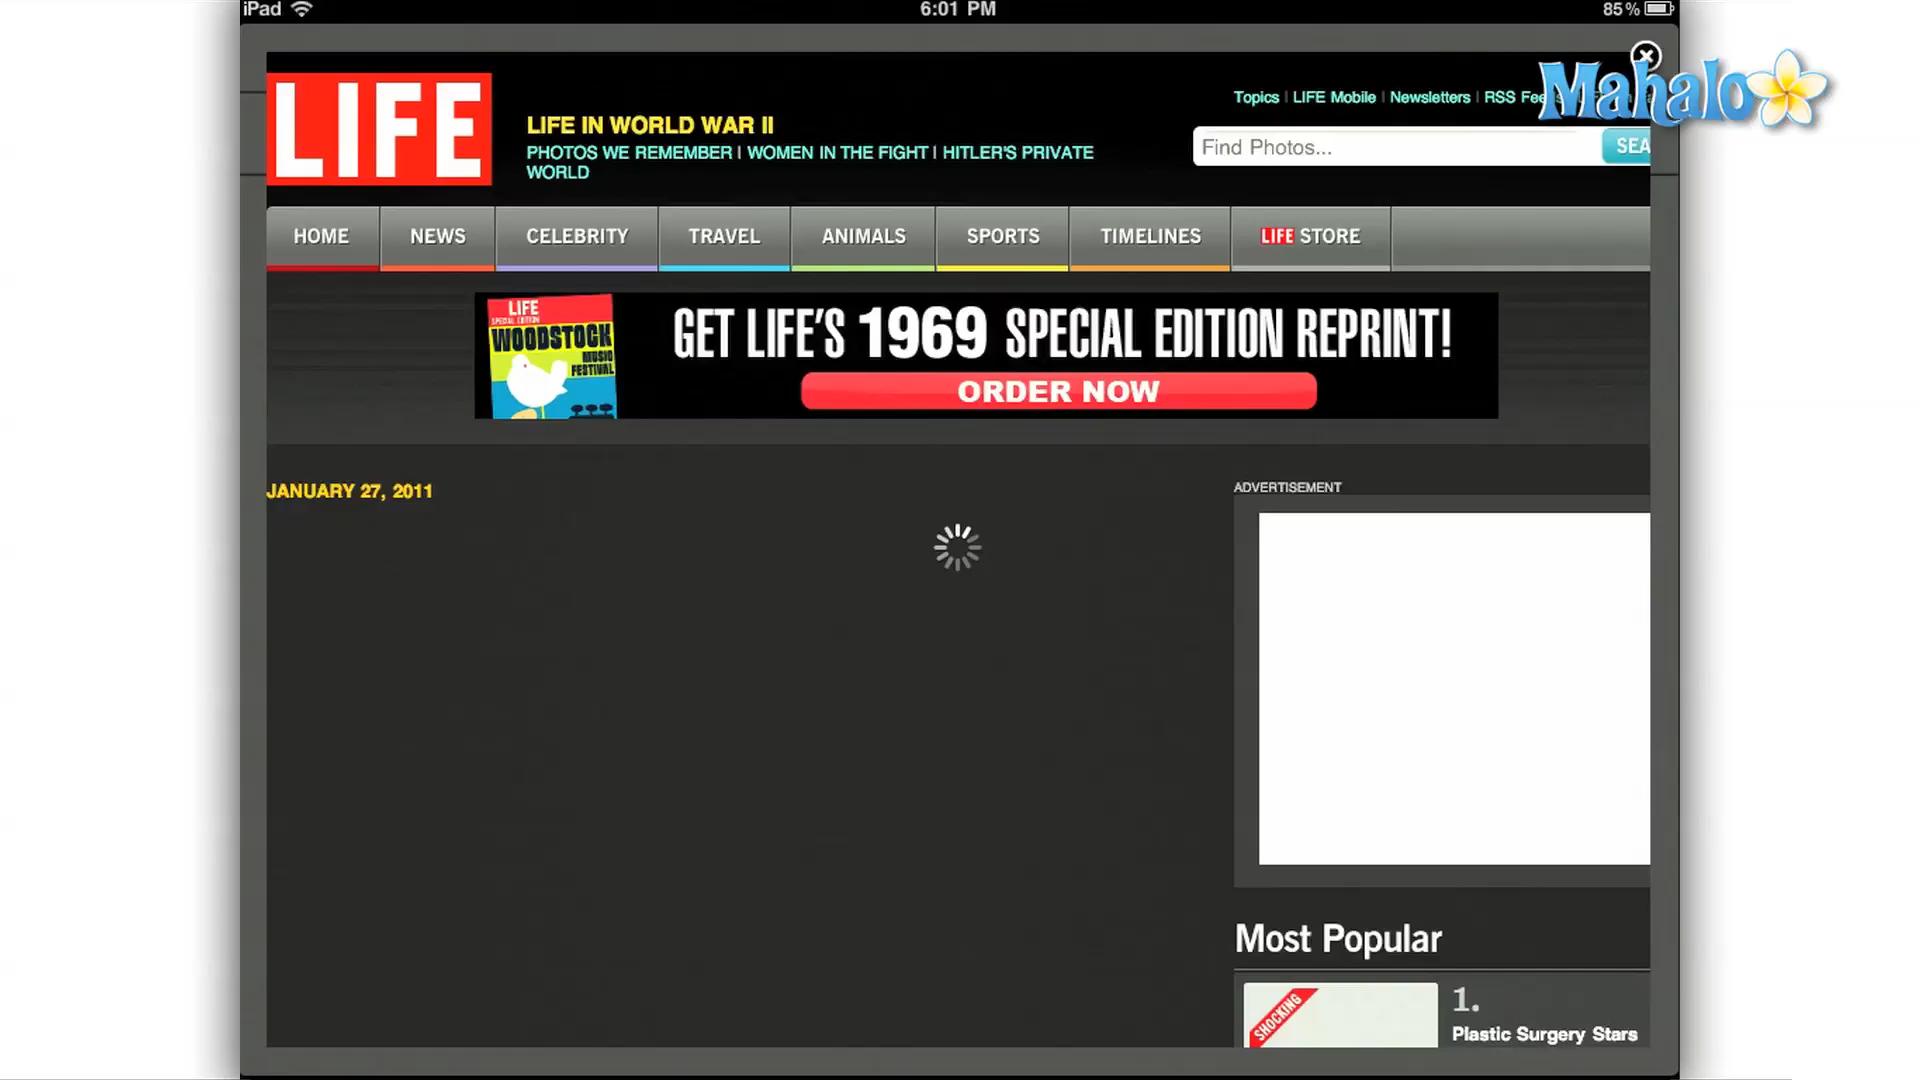 iPad
6:01 PM
85%
Mahalo
LIFE
Topics | LIFE Mobile | Newsletters | RSS Fee
LIFE IN WORLD WAR II
PHOTOS WE REMEMBER | WOMEN IN THE FIGHT | HITLER'S PRIVATE
WORLD
Find Photos...
SEA
HOME
NEWS
CELEBRITY
TRAVEL
ANIMALS
SPORTS
TIMELINES
LIFE STORE
LIFE
SPECIAL EDITION
WOODSTOCK
MUSIC
FESTIVAL
GET LIFE'S 1969 SPECIAL EDITION REPRINT!
ORDER NOW
JANUARY 27, 2011
ADVERTISEMENT
Most Popular
SHOCKING
1.
Plastic Surgery Stars